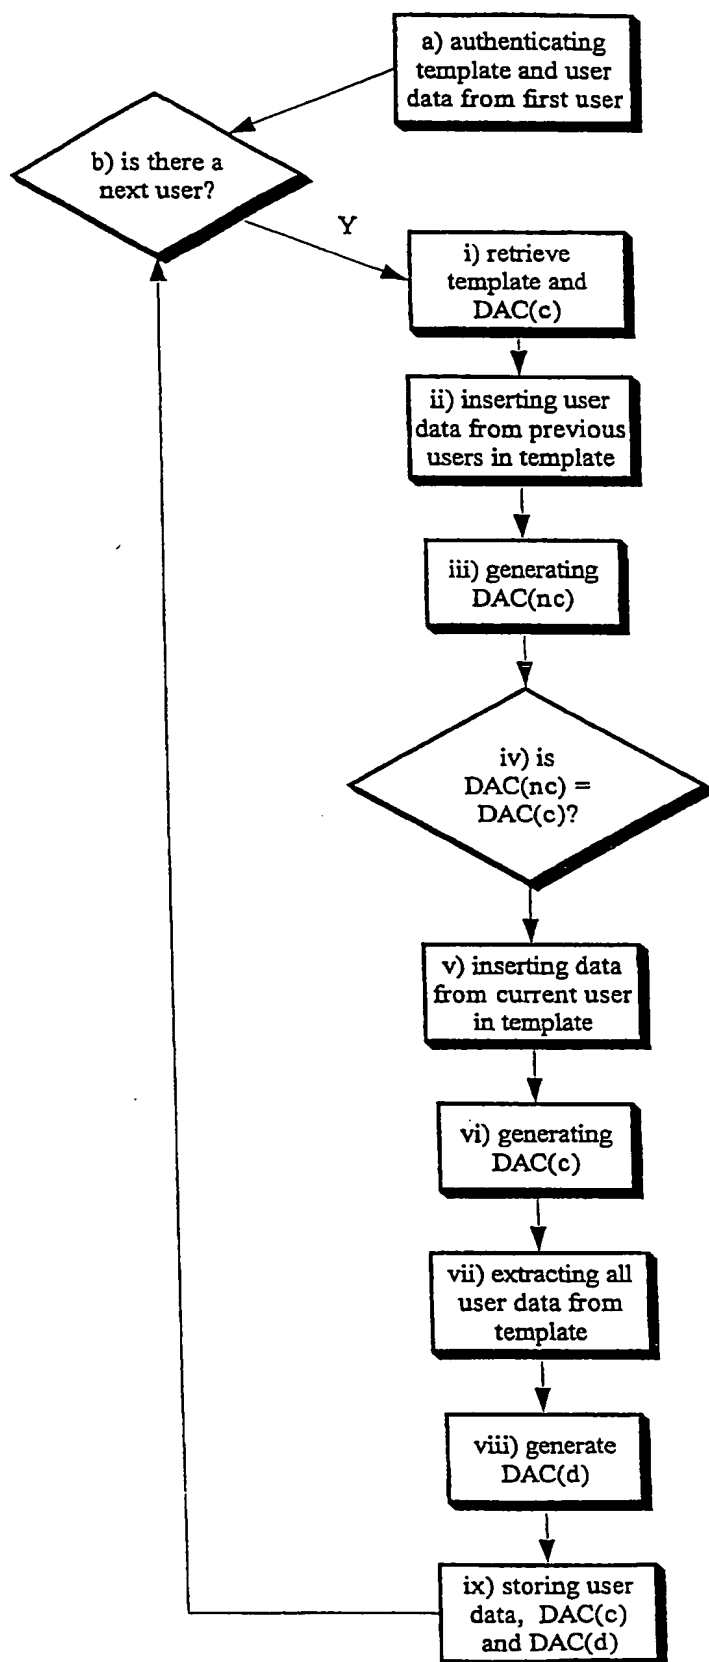 a) authenticating
template and user
data from first user
b) is there a
next user?
Y
i) retrieve
template and
DAC(c)
ii) inserting user
data from previous
users in template
iii) generating
DAC(nc)
iv) is
DAC(nc) =
DAC(c)?
v) inserting data
from current user
in template
vi) generating
DAC(c)
vii) extracting all
user data from
template
viii) generate
DAC(d)
ix) storing user
data, DAC(c)
and DAC(d)